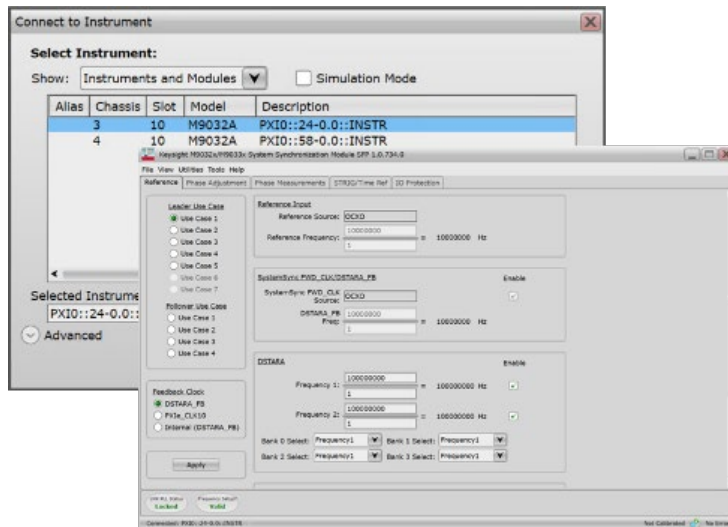 Connect to Instrument
Select Instrument:
Show: Instruments and Modules Simulation Mode
Alias Chassis Slot Model Description
3 10 M9032A PXI0::24-0.0::INSTR
4 10 M9032A PXI0::58-0.0::INSTR
Selected Instrume
PXI0::24-0.0::
Advanced
Keysight M9032x/M9033x System Synchronization Module SFP 1.0.734.0
File View Utilities Tools Help
Reference Phase Adjustment Phase Measurements STRIG/Time Ref IO Protection
Leader Use Case
Use Case 1
Use Case 2
Use Case 3
Use Case 4
Use Case 5
Use Case 6
Use Case 7
Follower Use Case
Use Case 1
Use Case 2
Use Case 3
Use Case 4
Feedback Clock
DSTARA_FB
PXIe_CLK10
Internal (DSTARA_FB)
Apply
Reference Input
Reference Source: OCXO
Reference Frequency: 10000000
1
= 10000000 Hz
SystemSync FWD_CLK/DSTARA_FB Enable
SystemSync FWD_CLK Source: OCXO
DSTARA_FB Freq: 10000000
1
= 10000000 Hz
DSTARA Enable
Frequency 1: 100000000
1
= 100000000 Hz
Frequency 2: 100000000
1
= 100000000 Hz
Bank 0 Select: Frequency1 Bank 1 Select: Frequency1
Bank 2 Select: Frequency1 Bank 3 Select: Frequency1
Locked Valid
Connected: PXI0::24-0.0::INSTR Not Calibrated